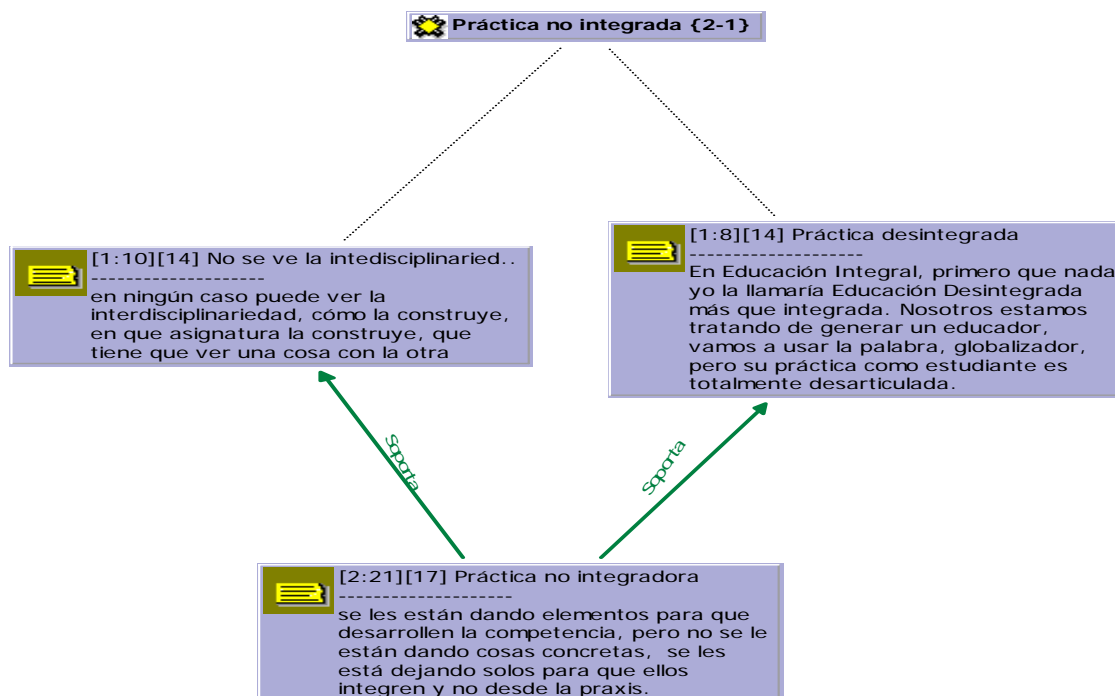 Práctica no integrada {2-1}
[1:10][14] No se ve la intedisciplinaried..
--------------------
en ningún caso puede ver la
interdisciplinariedad, cómo la construye,
en que asignatura la construye, que
tiene que ver una cosa con la otra
[1:8][14] Práctica desintegrada
--------------------
En Educación Integral, primero que nada
yo la llamaría Educación Desintegrada
más que integrada. Nosotros estamos
tratando de generar un educador,
vamos a usar la palabra, globalizador,
pero su práctica como estudiante es
totalmente desarticulada.
Soporta
Soporta
[2:21][17] Práctica no integradora
--------------------
se les están dando elementos para que
desarrollen la competencia, pero no se le
están dando cosas concretas, se les
está dejando solos para que ellos
integren y no desde la praxis.